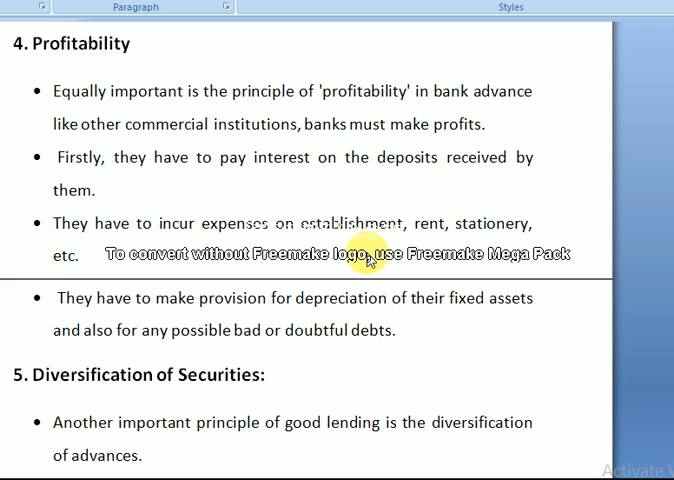 Paragraph
Styles
4. Profitability
• Equally important is the principle of 'profitability' in bank advance
like other commercial institutions, banks must make profits.
• Firstly, they have to pay interest on the deposits received by
them.
• They have to incur expenses on establishment, rent, stationery,
etc.
To convert without Freemake logo, use Freemake Mega Pack
• They have to make provision for depreciation of their fixed assets
and also for any possible bad or doubtful debts.
5. Diversification of Securities:
• Another important principle of good lending is the diversification
of advances.
Activate